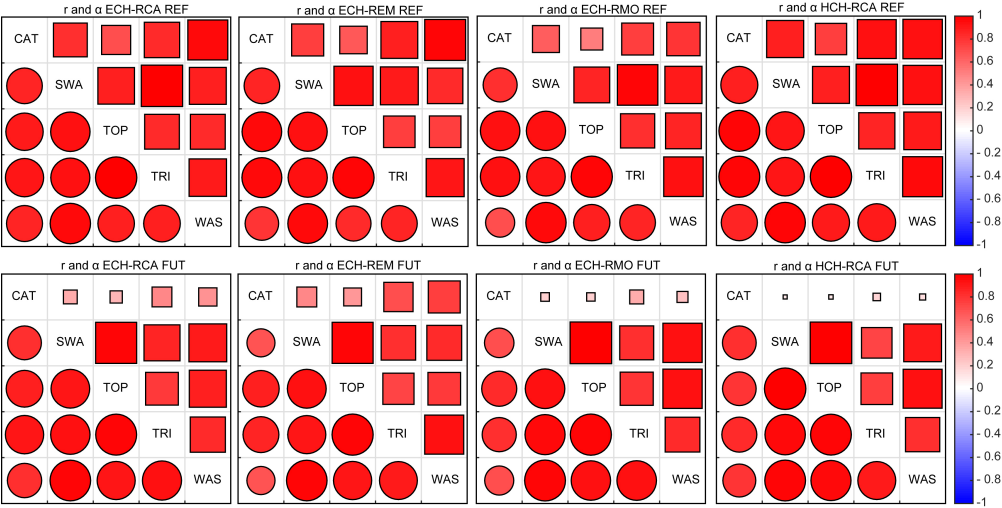 r and α ECH-RCA REF
r and α ECH-REM REF
r and α ECH-RMO REF
r and α HCH-RCA REF
CAT
SWA
TOP
TRI
WAS
CAT
SWA
TOP
TRI
WAS
CAT
SWA
TOP
TRI
WAS
CAT
SWA
TOP
TRI
WAS
1
0.8
0.6
0.4
0.2
0
-0.2
-0.4
-0.6
-0.8
-1
r and α ECH-RCA FUT
r and α ECH-REM FUT
r and α ECH-RMO FUT
r and α HCH-RCA FUT
CAT
SWA
TOP
TRI
WAS
CAT
SWA
TOP
TRI
WAS
CAT
SWA
TOP
TRI
WAS
CAT
SWA
TOP
TRI
WAS
1
0.8
0.6
0.4
0.2
0
-0.2
-0.4
-0.6
-0.8
-1